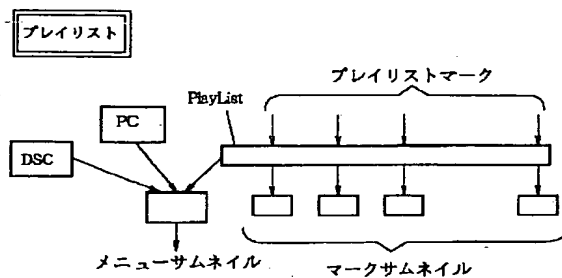 プレイリスト
プレイリストマーク
PlayList
PC
DSC
メニューサムネイル
マークサムネイル